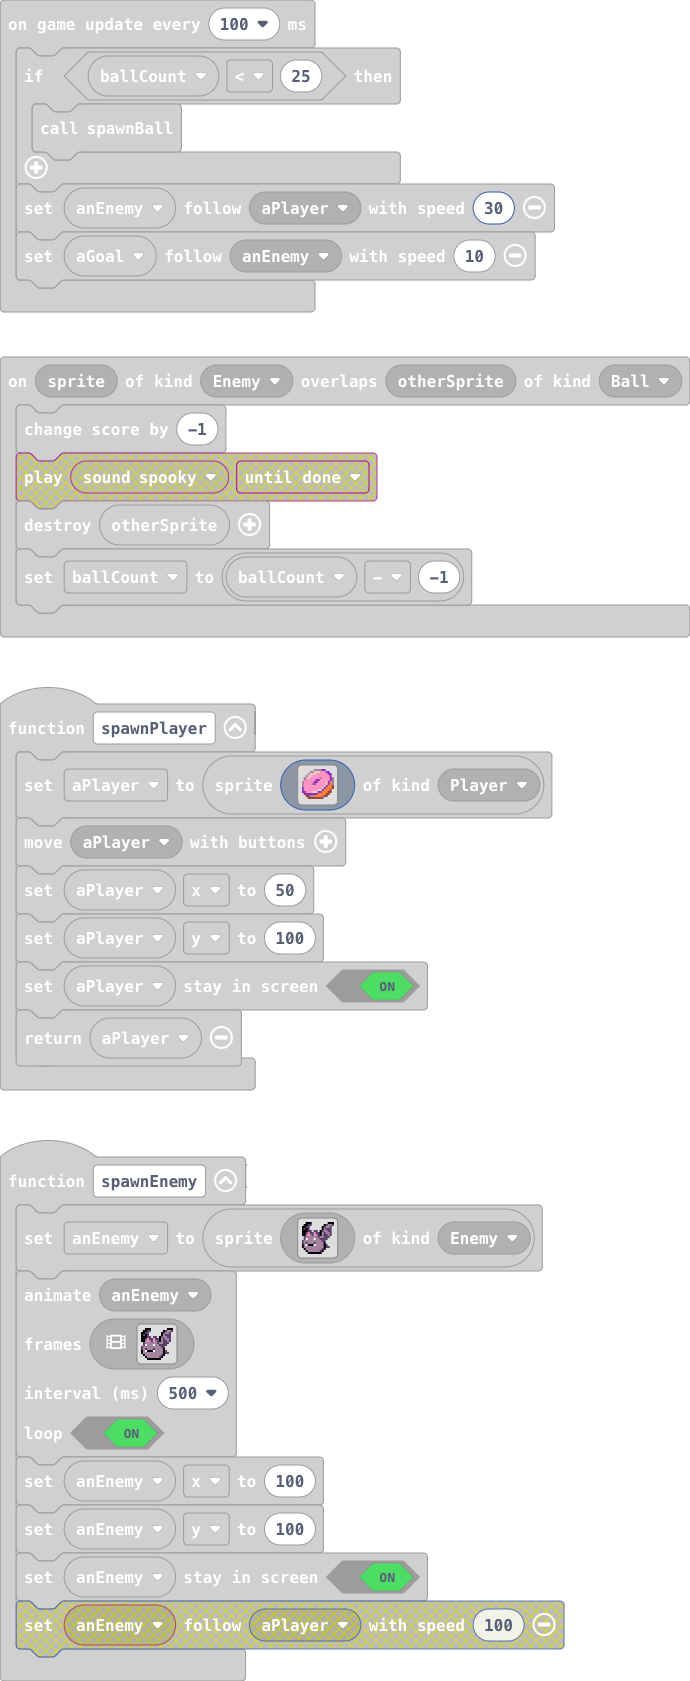 on game update every 100 ms
if ballCount < 25 then
call spawnBall
set anEnemy follow aPlayer with speed 30
set aGoal follow anEnemy with speed 10
on sprite of kind Enemy overlaps otherSprite of kind Ball
change score by -1
play sound spooky until done
destroy otherSprite
set ballCount to ballCount - -1
function spawnPlayer
set aPlayer to sprite of kind Player
move aPlayer with buttons
set aPlayer x to 50
set aPlayer y to 100
set aPlayer stay in screen ON
return aPlayer
function spawnEnemy
set anEnemy to sprite of kind Enemy
animate anEnemy
frames
interval (ms) 500
loop ON
set anEnemy x to 100
set anEnemy y to 100
set anEnemy stay in screen ON
set anEnemy follow aPlayer with speed 100